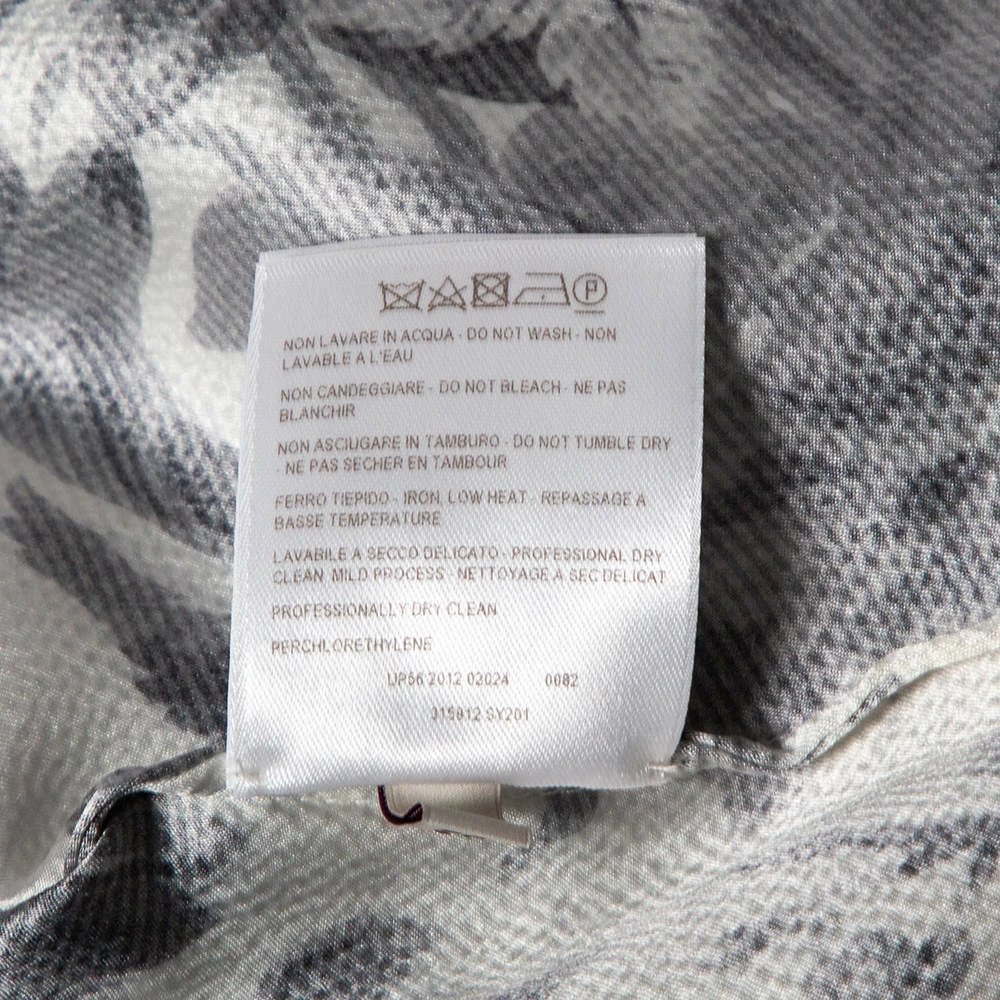 P
NON LAVARE IN ACQUA - DO NOT WASH - NON
LAVABLE A L'EAU
NON CANDEGGIARE - DO NOT BLEACH - NE PAS
BLANCHIR
NON ASCIUGARE IN TAMBURO - DO NOT TUMBLE DRY
- NE PAS SECHER EN TAMBOUR
FERRO TIEPIDO - IRON, LOW HEAT - REPASSAGE A
BASSE TEMPERATURE
LAVABILE A SECCO DELICATO - PROFESSIONAL DRY
CLEAN, MILD PROCESS - NETTOYAGE A SEC DELICAT
PROFESSIONALLY DRY CLEAN
PERCHLORETHYLENE
UP56 2012 02024 0082
315912 SY201